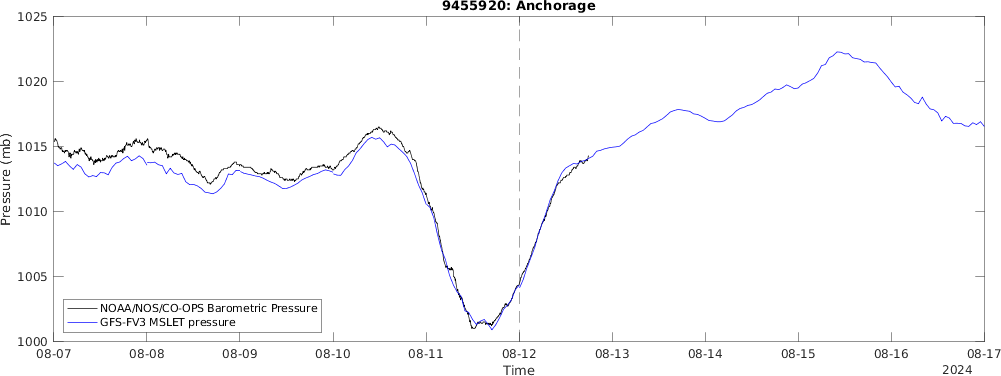 9455920: Anchorage
1025
1020
1015
1010
1005
1000
Pressure (mb)
NOAA/NOS/CO-OPS Barometric Pressure
GFS-FV3 MSLET pressure
08-07 08-08 08-09 08-10 08-11 08-12 08-13 08-14 08-15 08-16 08-17
Time
2024